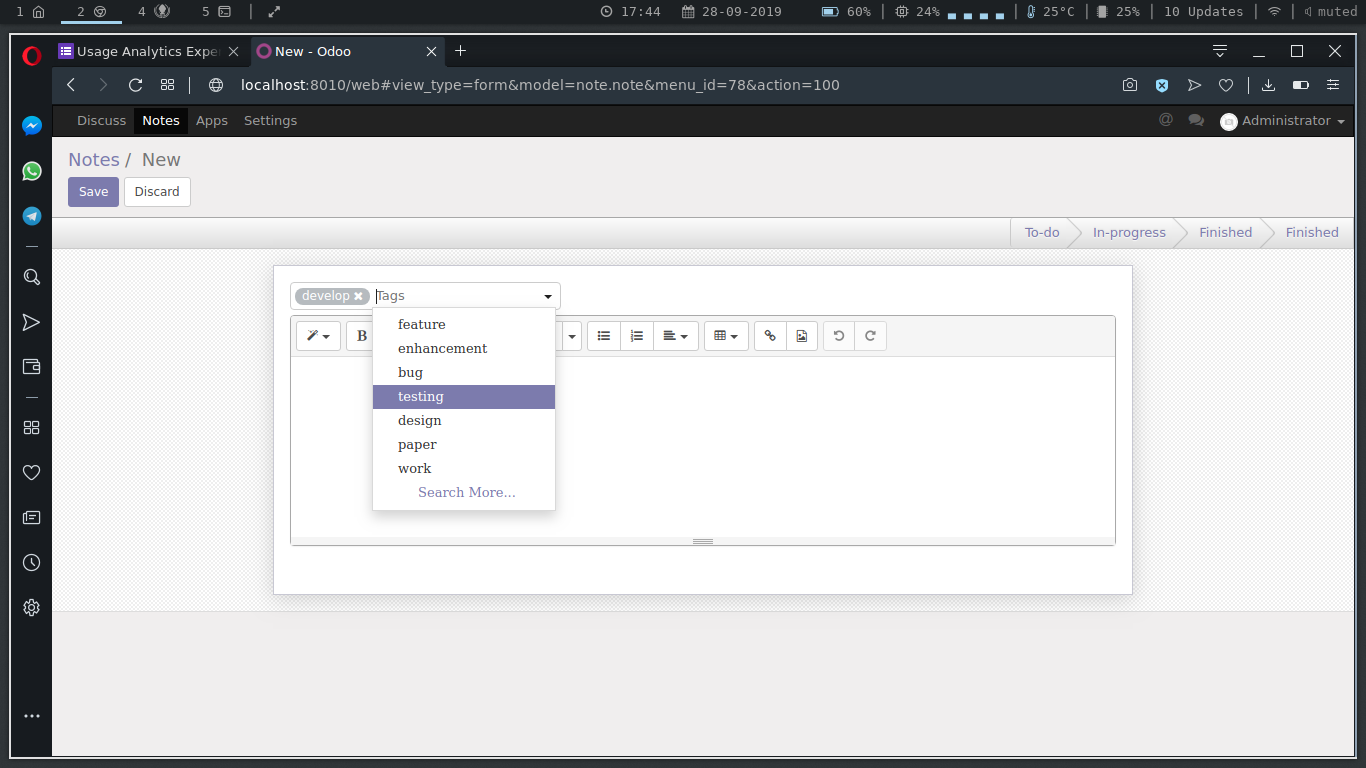 1 2 4 5 17:44 28-09-2019 60% 24% 25°C 25% 10 Updates muted
Usage Analytics Expe New - Odoo
localhost:8010/web#view_type=form&model=note.note&menu_id=78&action=100
Discuss Notes Apps Settings @ Administrator
Notes / New
Save Discard
To-do In-progress Finished Finished
develop Tags
B
feature
enhancement
bug
testing
design
paper
work
Search More...